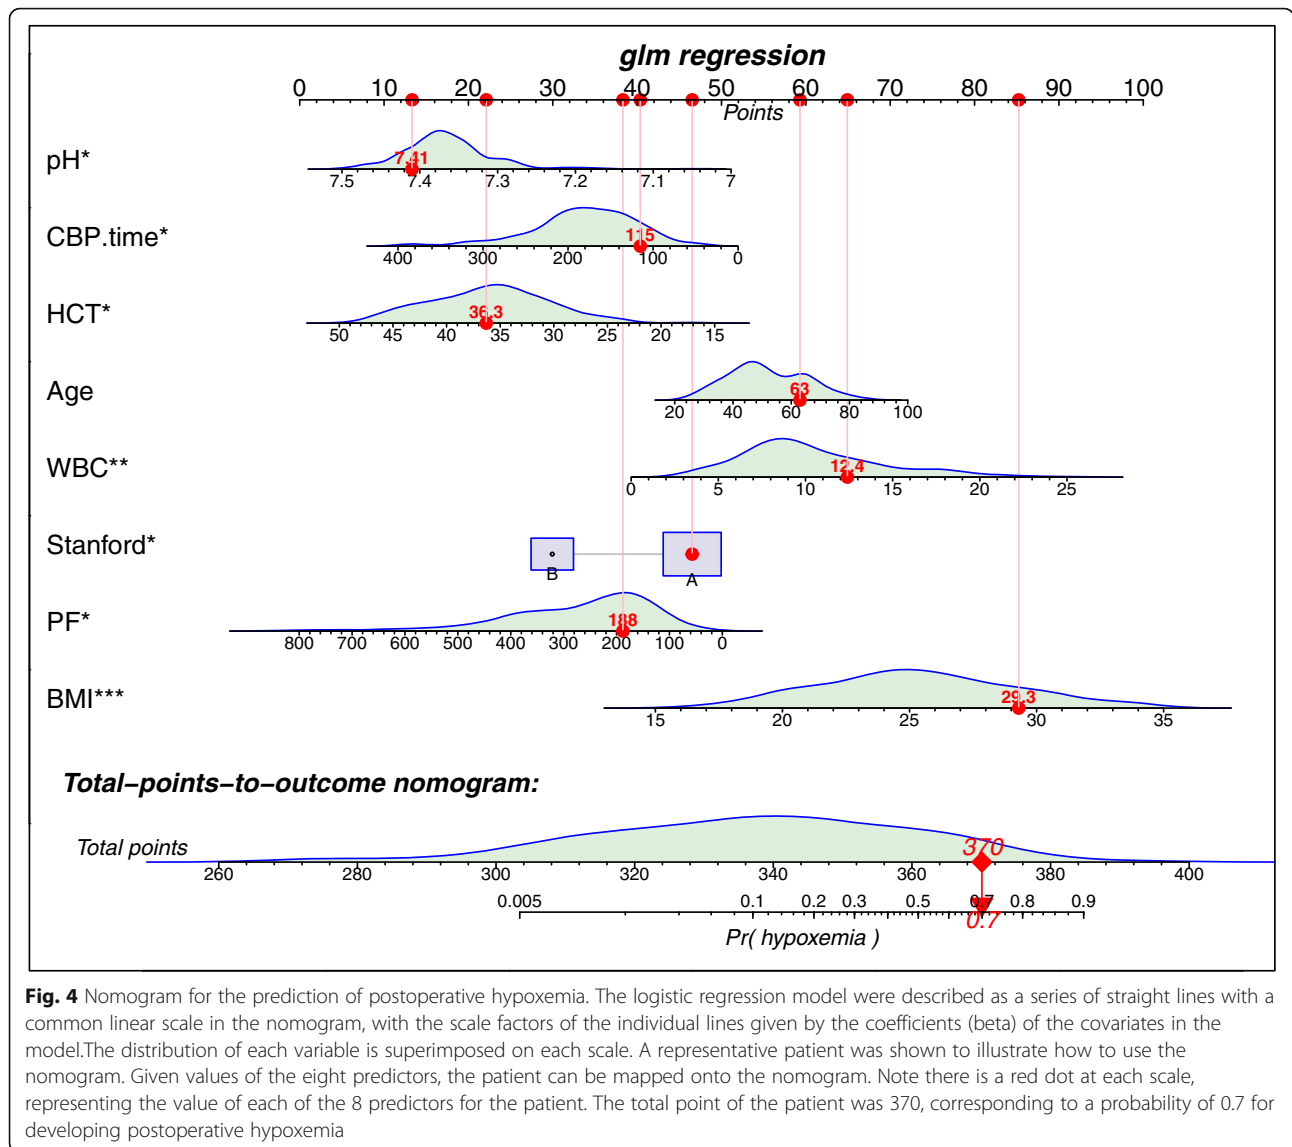 glm regression
0 10 20 30 40 50 60 70 80 90 100
Points
pH*
7.41
7.5 7.4 7.3 7.2 7.1 7
CBP.time*
115
400 300 200 100 0
HCT*
36.3
50 45 40 35 30 25 20 15
Age
63
20 40 60 80 100
WBC**
12.4
0 5 10 15 20 25
Stanford*
B A
PF*
188
800 700 600 500 400 300 200 100 0
BMI***
29.3
15 20 25 30 35
Total-points-to-outcome nomogram:
Total points
370
260 280 300 320 340 360 380 400
0.005 0.1 0.2 0.3 0.5 0.7 0.8 0.9
0.7
Pr( hypoxemia )
Fig. 4 Nomogram for the prediction of postoperative hypoxemia. The logistic regression model were described as a series of straight lines with a
common linear scale in the nomogram, with the scale factors of the individual lines given by the coefficients (beta) of the covariates in the
model.The distribution of each variable is superimposed on each scale. A representative patient was shown to illustrate how to use the
nomogram. Given values of the eight predictors, the patient can be mapped onto the nomogram. Note there is a red dot at each scale,
representing the value of each of the 8 predictors for the patient. The total point of the patient was 370, corresponding to a probability of 0.7 for
developing postoperative hypoxemia